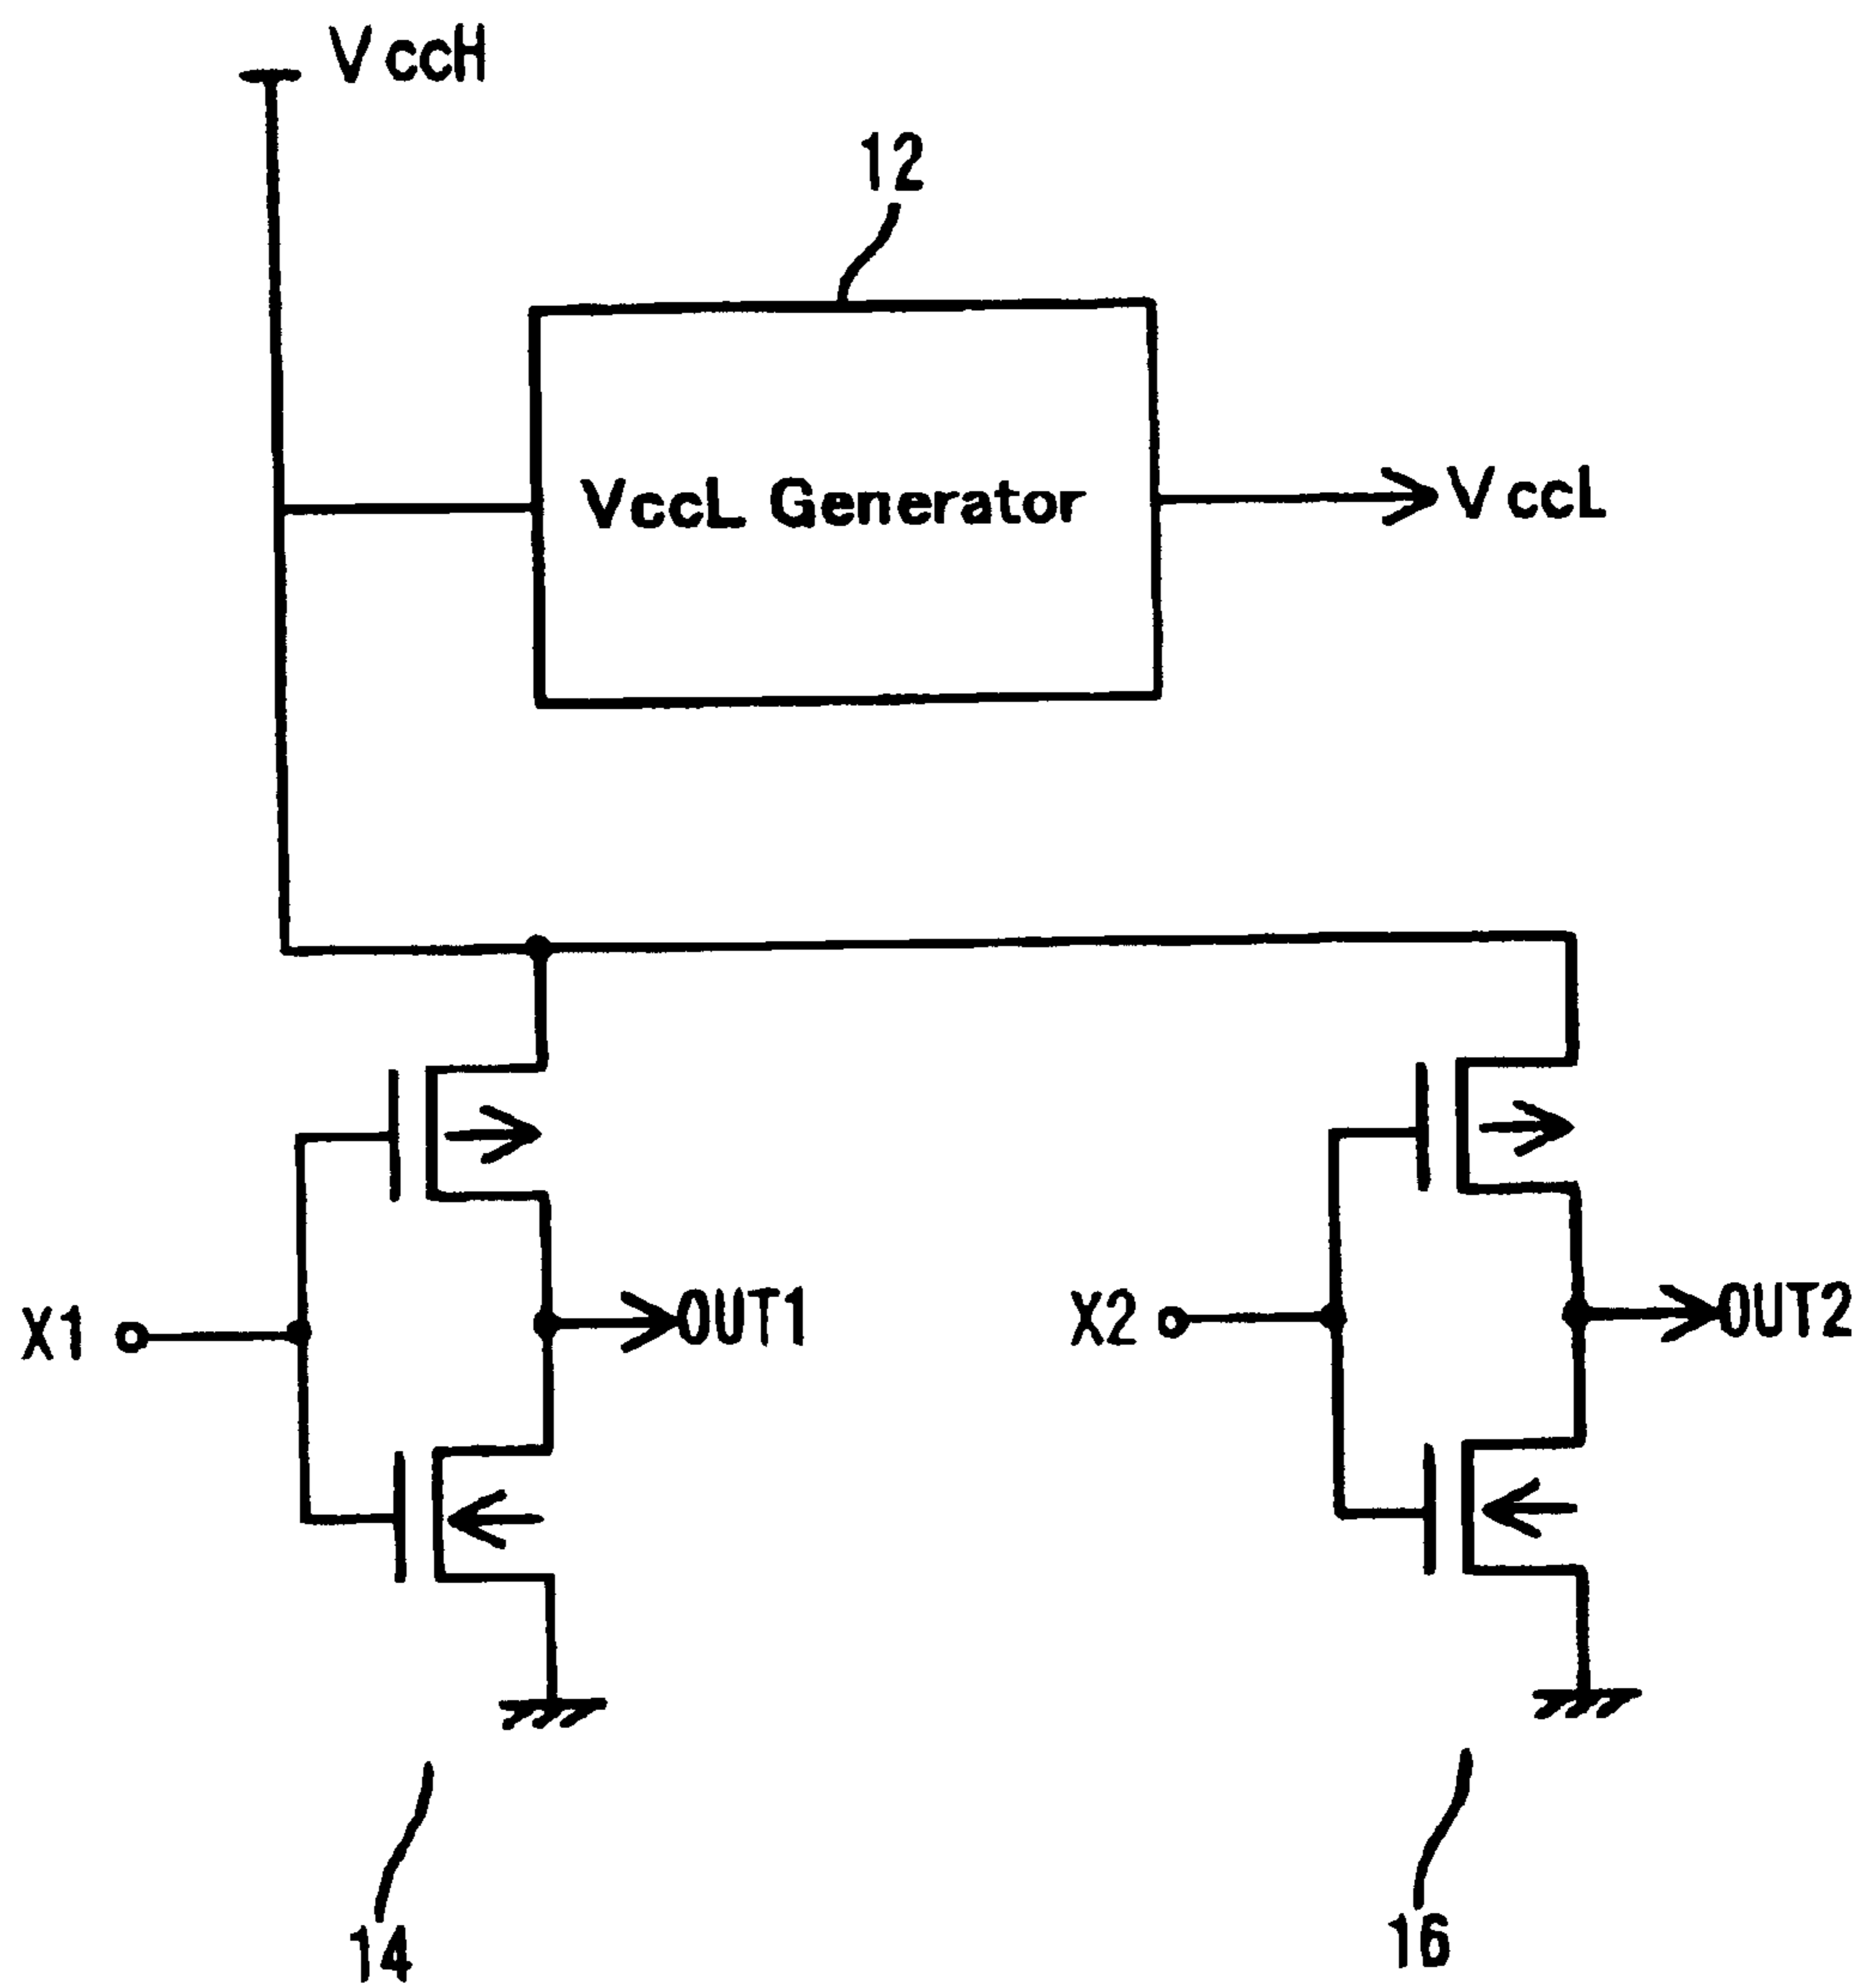 VccH
12
VccL Generator
VccL
X1
OUT1
X2
OUT2
14
16